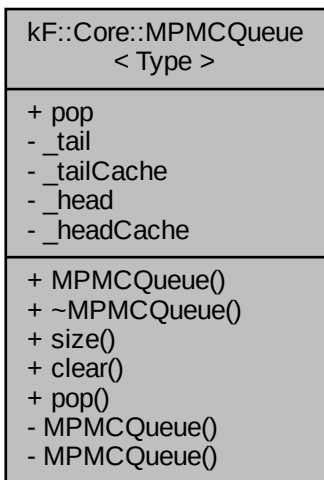 kF::Core::MPMCQueue
< Type >
+ pop
- _tail
- _tailCache
- _head
- _headCache
+ MPMCQueue()
+ ~MPMCQueue()
+ size()
+ clear()
+ pop()
- MPMCQueue()
- MPMCQueue()